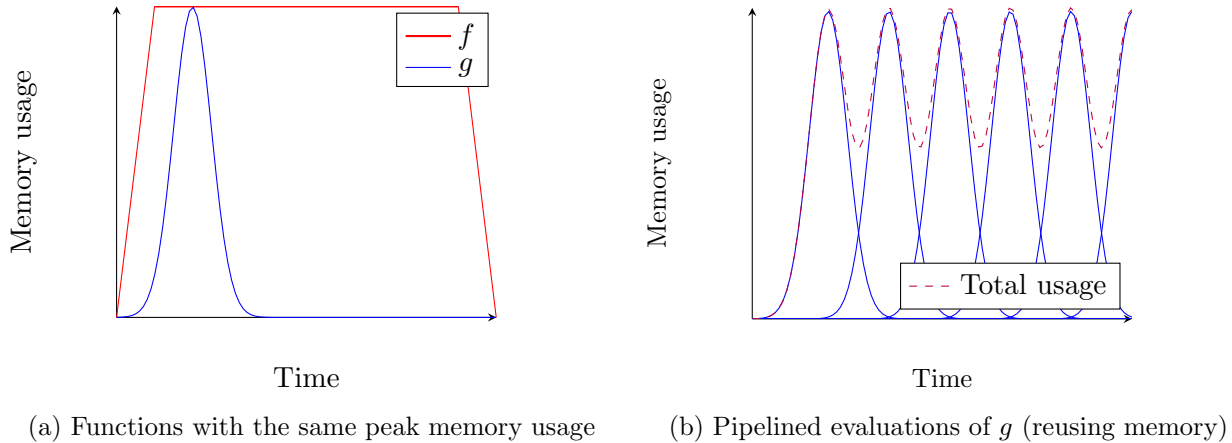 f
g
Memory usage
Time
(a) Functions with the same peak memory usage
Memory usage
Total usage
Time
(b) Pipelined evaluations of g (reusing memory)